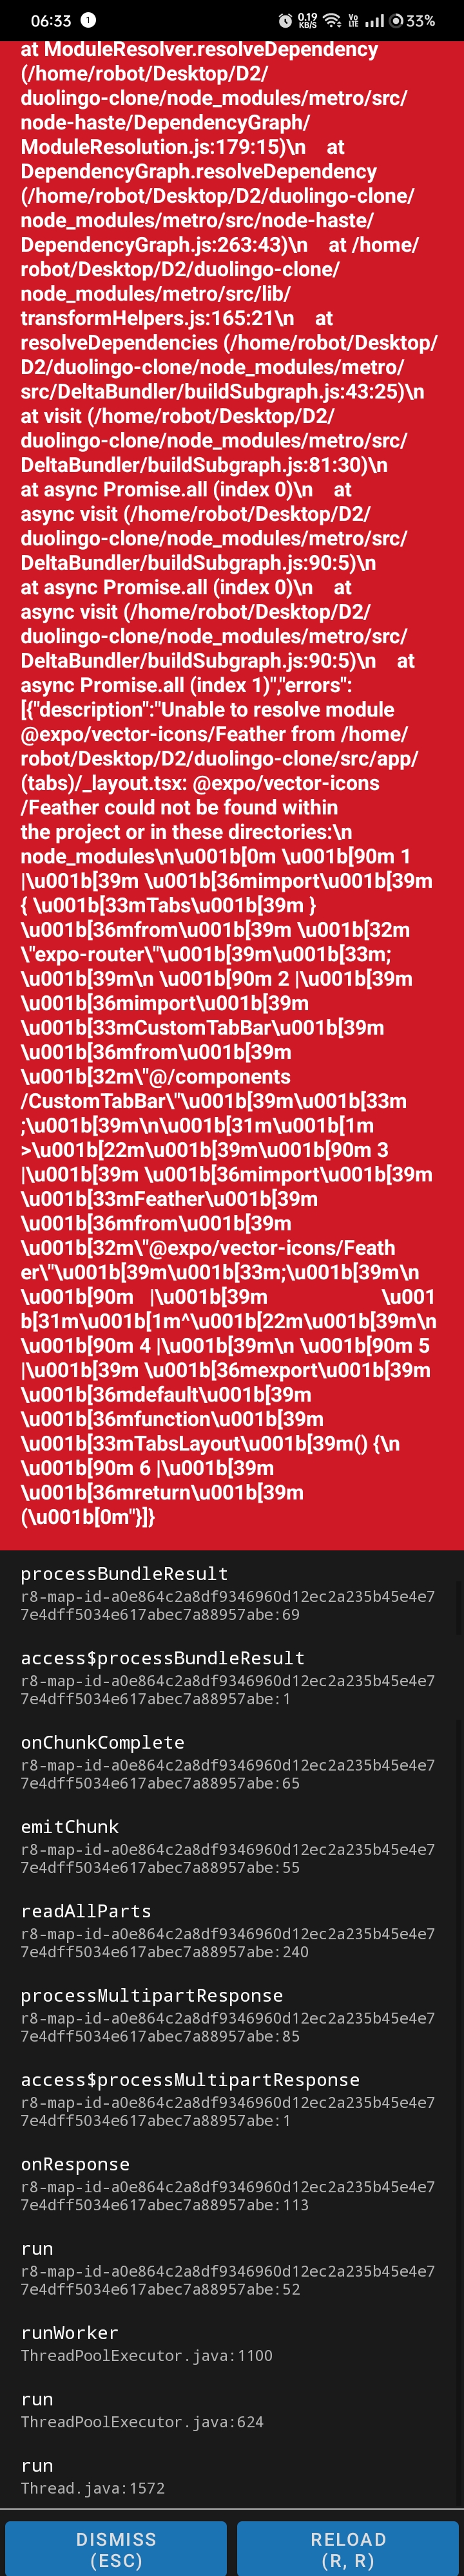 06:33 1 0.19 KB/S Vo LTE 33%
at ModuleResolver.resolveDependency
(/home/robot/Desktop/D2/
duolingo-clone/node_modules/metro/src/
node-haste/DependencyGraph/
ModuleResolution.js:179:15)\n    at
DependencyGraph.resolveDependency
(/home/robot/Desktop/D2/duolingo-clone/
node_modules/metro/src/node-haste/
DependencyGraph.js:263:43)\n    at /home/
robot/Desktop/D2/duolingo-clone/
node_modules/metro/src/lib/
transformHelpers.js:165:21\n    at
resolveDependencies (/home/robot/Desktop/
D2/duolingo-clone/node_modules/metro/
src/DeltaBundler/buildSubgraph.js:43:25)\n
at visit (/home/robot/Desktop/D2/
duolingo-clone/node_modules/metro/src/
DeltaBundler/buildSubgraph.js:81:30)\n
at async Promise.all (index 0)\n    at
async visit (/home/robot/Desktop/D2/
duolingo-clone/node_modules/metro/src/
DeltaBundler/buildSubgraph.js:90:5)\n
at async Promise.all (index 0)\n    at
async visit (/home/robot/Desktop/D2/
duolingo-clone/node_modules/metro/src/
DeltaBundler/buildSubgraph.js:90:5)\n    at
async Promise.all (index 1)","errors":
[{"description":"Unable to resolve module
@expo/vector-icons/Feather from /home/
robot/Desktop/D2/duolingo-clone/src/app/
(tabs)/_layout.tsx: @expo/vector-icons
/Feather could not be found within
the project or in these directories:\n
node_modules\n\u001b[0m \u001b[90m 1
|\u001b[39m \u001b[36mimport\u001b[39m
{ \u001b[33mTabs\u001b[39m }
\u001b[36mfrom\u001b[39m \u001b[32m
\"expo-router\"\u001b[39m\u001b[33m;
\u001b[39m\n \u001b[90m 2 |\u001b[39m
\u001b[36mimport\u001b[39m
\u001b[33mCustomTabBar\u001b[39m
\u001b[36mfrom\u001b[39m
\u001b[32m\"@/components
/CustomTabBar\"\u001b[39m\u001b[33m
;\u001b[39m\n\u001b[31m\u001b[1m
>\u001b[22m\u001b[39m\u001b[90m 3
|\u001b[39m \u001b[36mimport\u001b[39m
\u001b[33mFeather\u001b[39m
\u001b[36mfrom\u001b[39m
\u001b[32m\"@expo/vector-icons/Feath
er\"\u001b[39m\u001b[33m;\u001b[39m\n
\u001b[90m   |\u001b[39m                    \u001
b[31m\u001b[1m^\u001b[22m\u001b[39m\n
\u001b[90m 4 |\u001b[39m\n \u001b[90m 5
|\u001b[39m \u001b[36mexport\u001b[39m
\u001b[36mdefault\u001b[39m
\u001b[36mfunction\u001b[39m
\u001b[33mTabsLayout\u001b[39m() {\n
\u001b[90m 6 |\u001b[39m
\u001b[36mreturn\u001b[39m
(\u001b[0m"}]}
processBundleResult
r8-map-id-a0e864c2a8df9346960d12ec2a235b45e4e7
7e4dff5034e617abec7a88957abe:69
access$processBundleResult
r8-map-id-a0e864c2a8df9346960d12ec2a235b45e4e7
7e4dff5034e617abec7a88957abe:1
onChunkComplete
r8-map-id-a0e864c2a8df9346960d12ec2a235b45e4e7
7e4dff5034e617abec7a88957abe:65
emitChunk
r8-map-id-a0e864c2a8df9346960d12ec2a235b45e4e7
7e4dff5034e617abec7a88957abe:55
readAllParts
r8-map-id-a0e864c2a8df9346960d12ec2a235b45e4e7
7e4dff5034e617abec7a88957abe:240
processMultipartResponse
r8-map-id-a0e864c2a8df9346960d12ec2a235b45e4e7
7e4dff5034e617abec7a88957abe:85
access$processMultipartResponse
r8-map-id-a0e864c2a8df9346960d12ec2a235b45e4e7
7e4dff5034e617abec7a88957abe:1
onResponse
r8-map-id-a0e864c2a8df9346960d12ec2a235b45e4e7
7e4dff5034e617abec7a88957abe:113
run
r8-map-id-a0e864c2a8df9346960d12ec2a235b45e4e7
7e4dff5034e617abec7a88957abe:52
runWorker
ThreadPoolExecutor.java:1100
run
ThreadPoolExecutor.java:624
run
Thread.java:1572
DISMISS
(ESC)
RELOAD
(R, R)